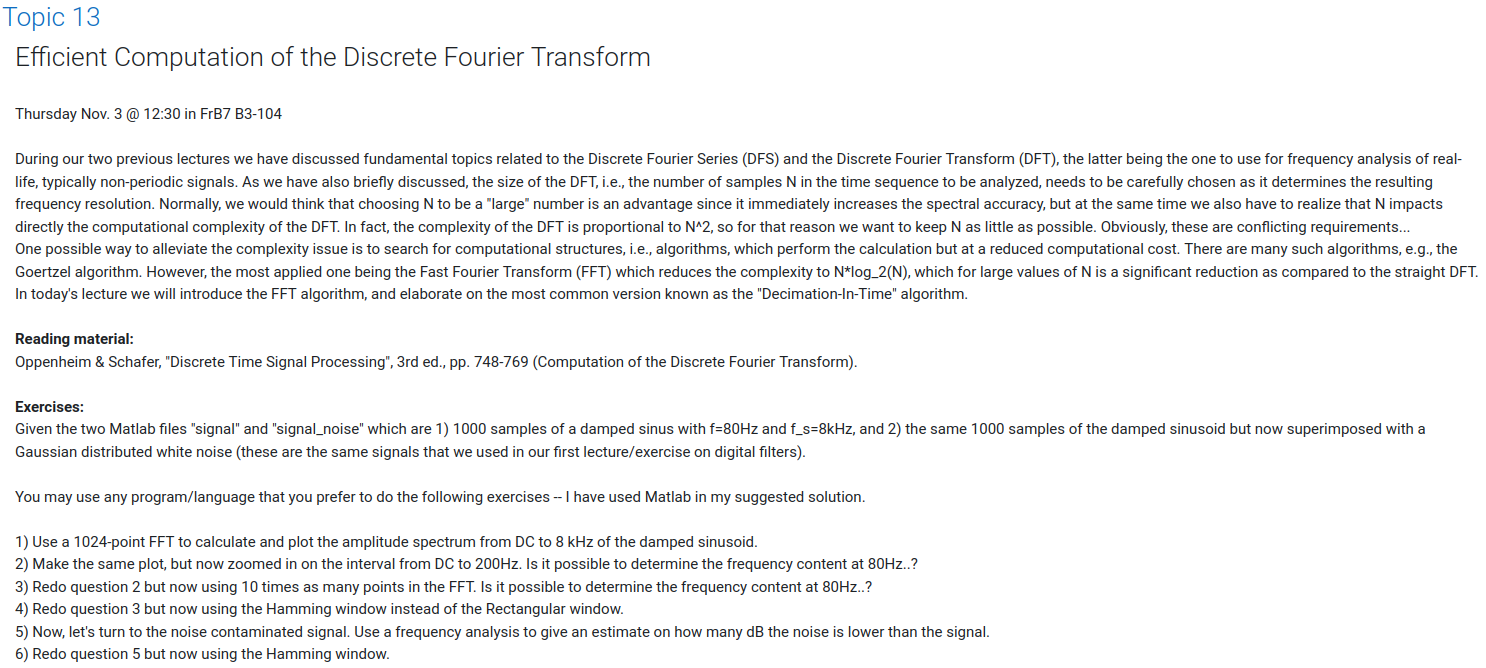 Topic 13
Efficient Computation of the Discrete Fourier Transform
Thursday Nov. 3 @ 12:30 in FrB7 B3-104
During our two previous lectures we have discussed fundamental topics related to the Discrete Fourier Series (DFS) and the Discrete Fourier Transform (DFT), the latter being the one to use for frequency analysis of real-
life, typically non-periodic signals. As we have also briefly discussed, the size of the DFT, i.e., the number of samples N in the time sequence to be analyzed, needs to be carefully chosen as it determines the resulting
frequency resolution. Normally, we would think that choosing N to be a "large" number is an advantage since it immediately increases the spectral accuracy, but at the same time we also have to realize that N impacts
directly the computational complexity of the DFT. In fact, the complexity of the DFT is proportional to N^2, so for that reason we want to keep N as little as possible. Obviously, these are conflicting requirements...
One possible way to alleviate the complexity issue is to search for computational structures, i.e., algorithms, which perform the calculation but at a reduced computational cost. There are many such algorithms, e.g., the
Goertzel algorithm. However, the most applied one being the Fast Fourier Transform (FFT) which reduces the complexity to N*log_2(N), which for large values of N is a significant reduction as compared to the straight DFT.
In today's lecture we will introduce the FFT algorithm, and elaborate on the most common version known as the "Decimation-In-Time" algorithm.
Reading material:
Oppenheim & Schafer, "Discrete Time Signal Processing", 3rd ed., pp. 748-769 (Computation of the Discrete Fourier Transform).
Exercises:
Given the two Matlab files "signal" and "signal_noise" which are 1) 1000 samples of a damped sinus with f=80Hz and f_s=8kHz, and 2) the same 1000 samples of the damped sinusoid but now superimposed with a
Gaussian distributed white noise (these are the same signals that we used in our first lecture/exercise on digital filters).
You may use any program/language that you prefer to do the following exercises -- I have used Matlab in my suggested solution.
1) Use a 1024-point FFT to calculate and plot the amplitude spectrum from DC to 8 kHz of the damped sinusoid.
2) Make the same plot, but now zoomed in on the interval from DC to 200Hz. Is it possible to determine the frequency content at 80Hz..?
3) Redo question 2 but now using 10 times as many points in the FFT. Is it possible to determine the frequency content at 80Hz..?
4) Redo question 3 but now using the Hamming window instead of the Rectangular window.
5) Now, let's turn to the noise contaminated signal. Use a frequency analysis to give an estimate on how many dB the noise is lower than the signal.
6) Redo question 5 but now using the Hamming window.